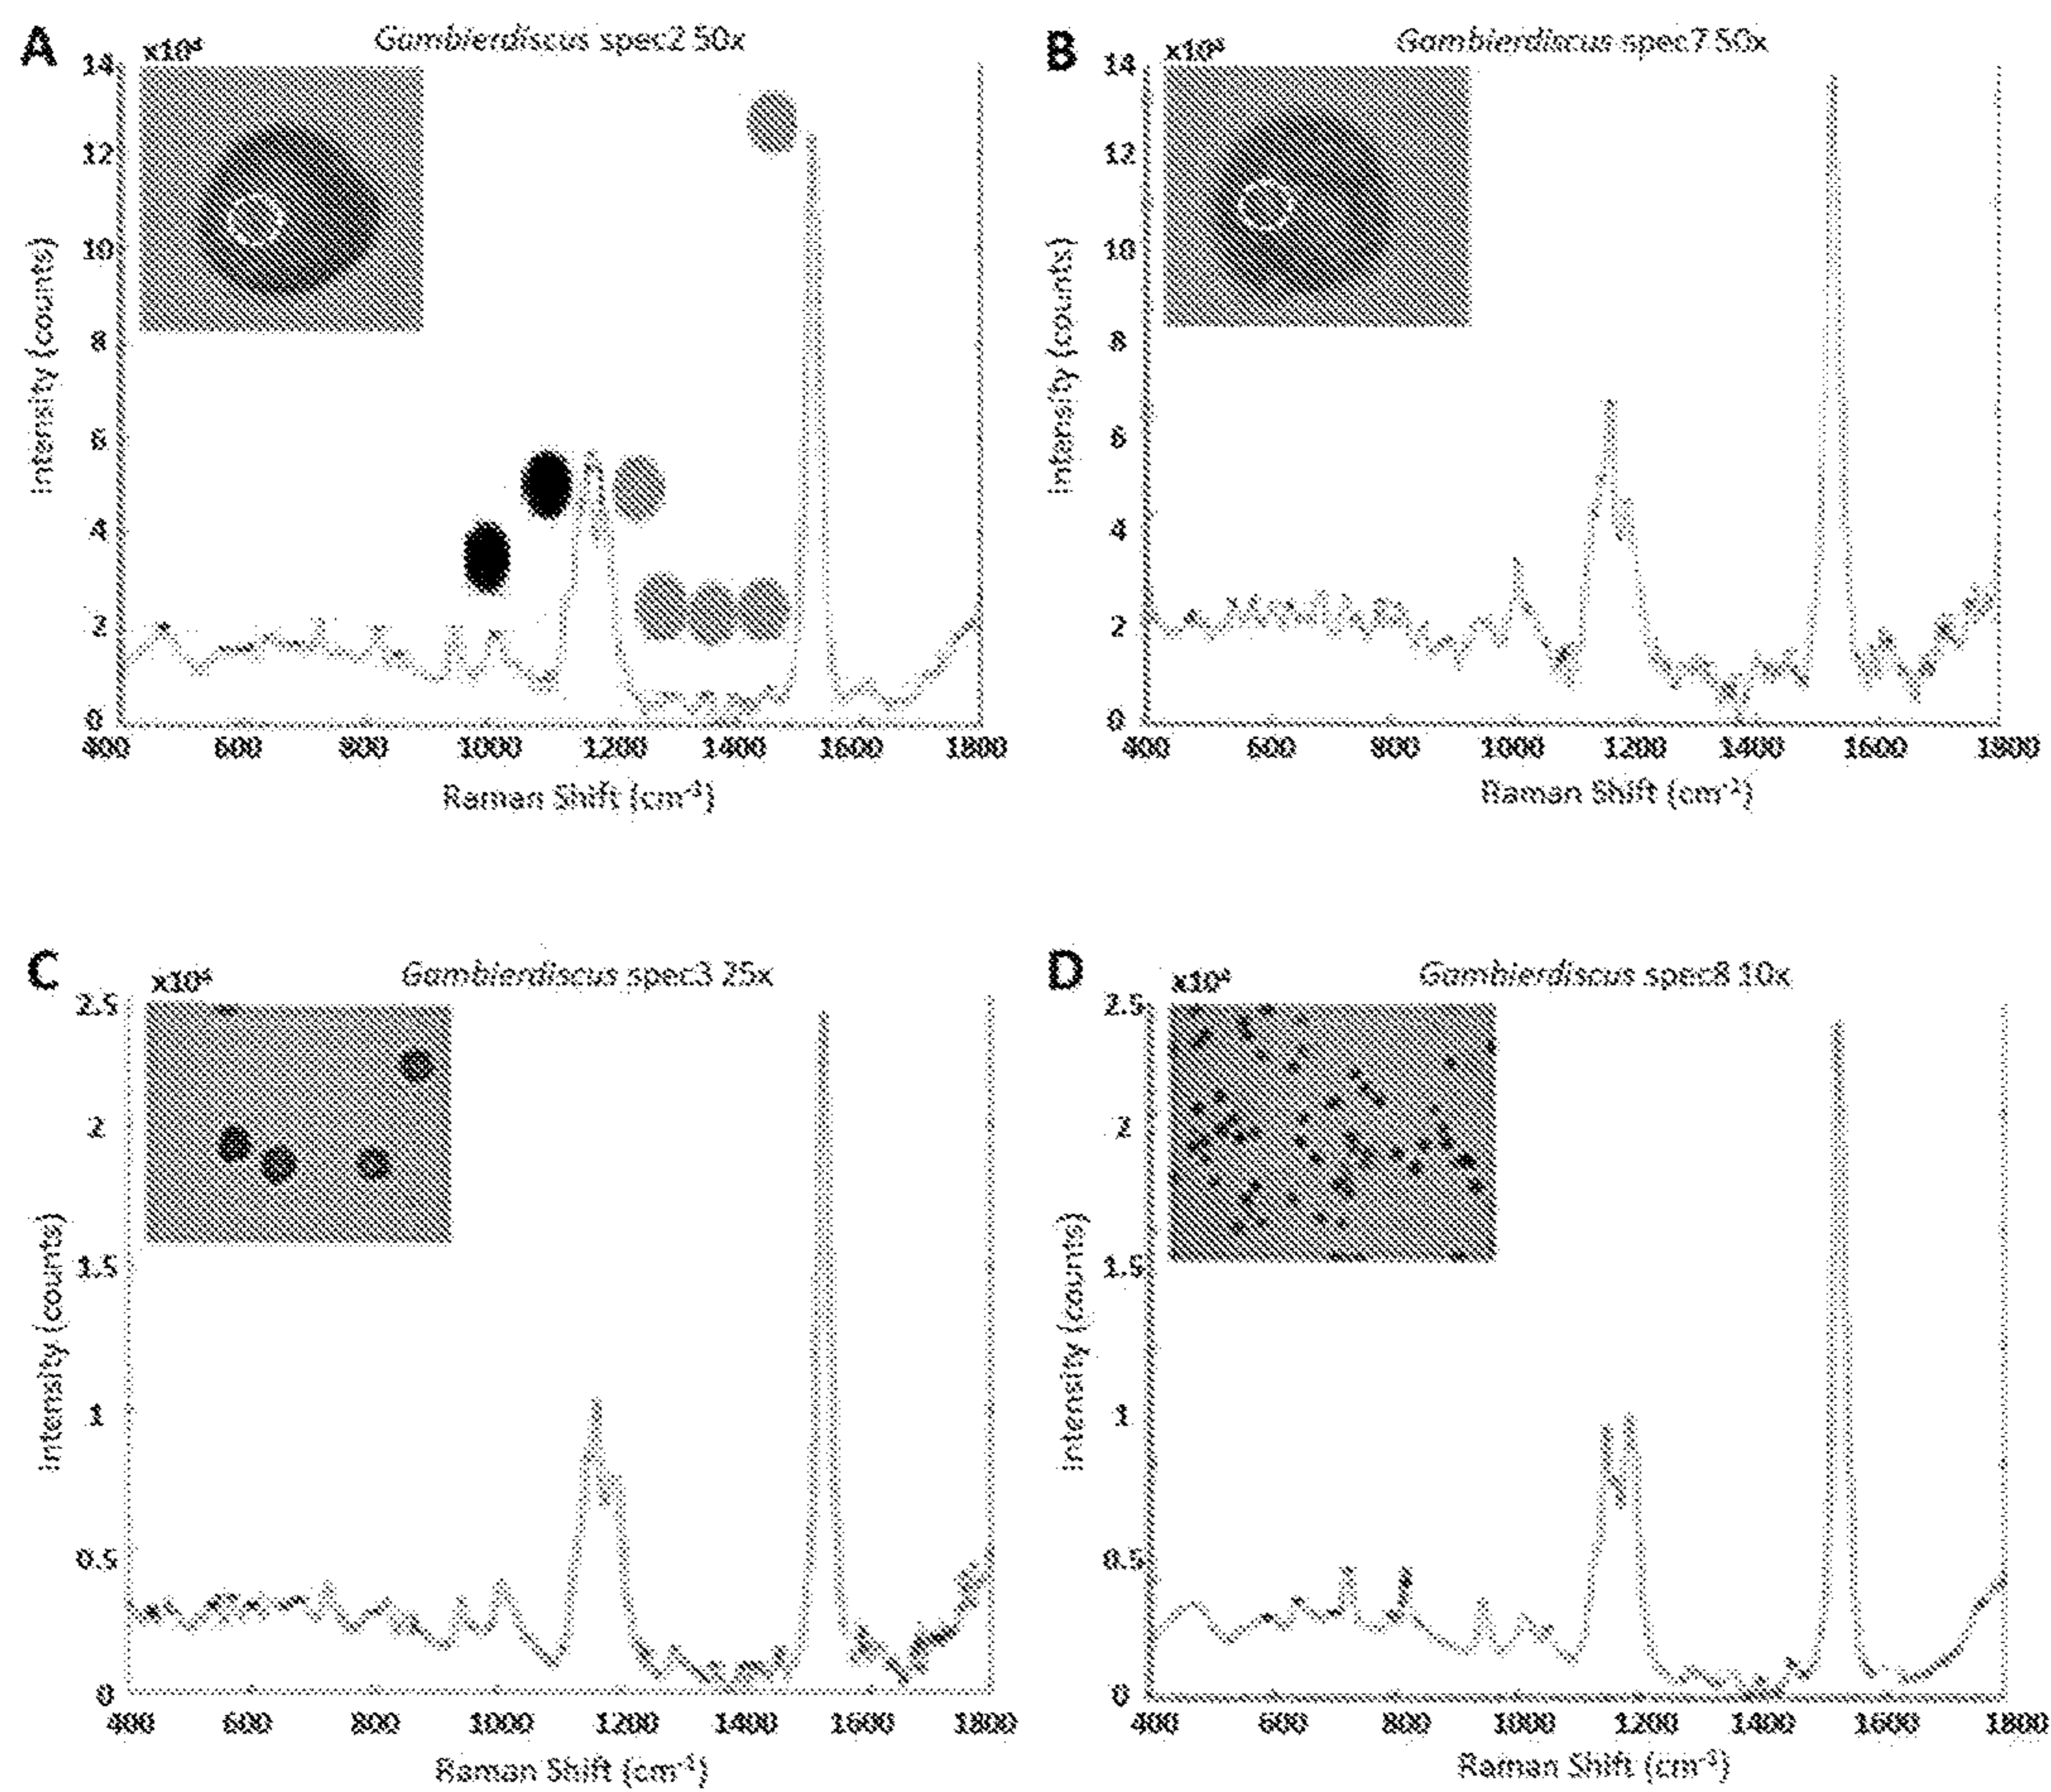 A
Gambierdiscus spec2 50x
x10⁴
14
12
10
8
6
4
2
0
Intensity (counts)
400 600 800 1000 1200 1400 1600 1800
Raman Shift (cm⁻¹)
B
Gambierdiscus spec7 50x
x10⁴
14
12
10
8
6
4
2
0
Intensity (counts)
400 600 800 1000 1200 1400 1600 1800
Raman Shift (cm⁻¹)
C
Gambierdiscus spec3 25x
x10⁴
2.5
2
1.5
1
0.5
0
Intensity (counts)
400 600 800 1000 1200 1400 1600 1800
Raman Shift (cm⁻¹)
D
Gambierdiscus spec8 10x
x10⁴
2.5
2
1.5
1
0.5
0
Intensity (counts)
400 600 800 1000 1200 1400 1600 1800
Raman Shift (cm⁻¹)